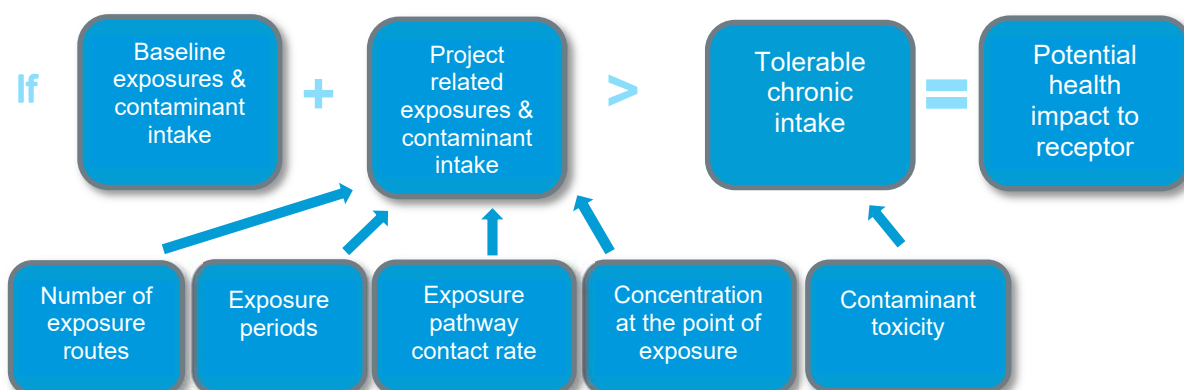 If
Baseline
exposures &
contaminant
intake
+
Project
related
exposures &
contaminant
intake
>
Tolerable
chronic
intake
=
Potential
health
impact to
receptor
Number of
exposure
routes
Exposure
periods
Exposure
pathway
contact rate
Concentration
at the point of
exposure
Contaminant
toxicity